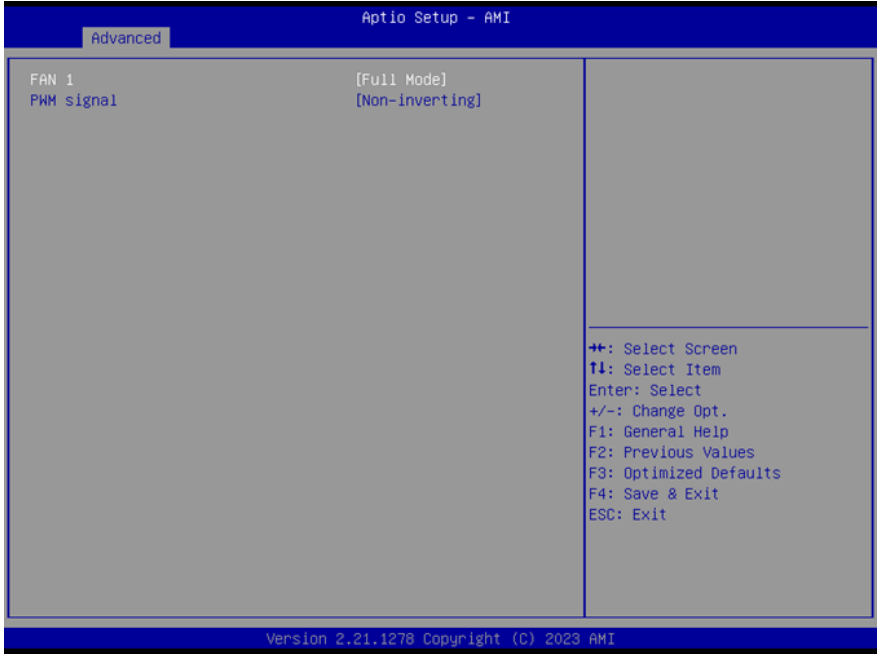 Aptio Setup - AMI
Advanced
FAN 1 [Full Mode]
PWM signal [Non-inverting]
→←: Select Screen
↑↓: Select Item
Enter: Select
+/-: Change Opt.
F1: General Help
F2: Previous Values
F3: Optimized Defaults
F4: Save & Exit
ESC: Exit
Version 2.21.1278 Copyright (C) 2023 AMI